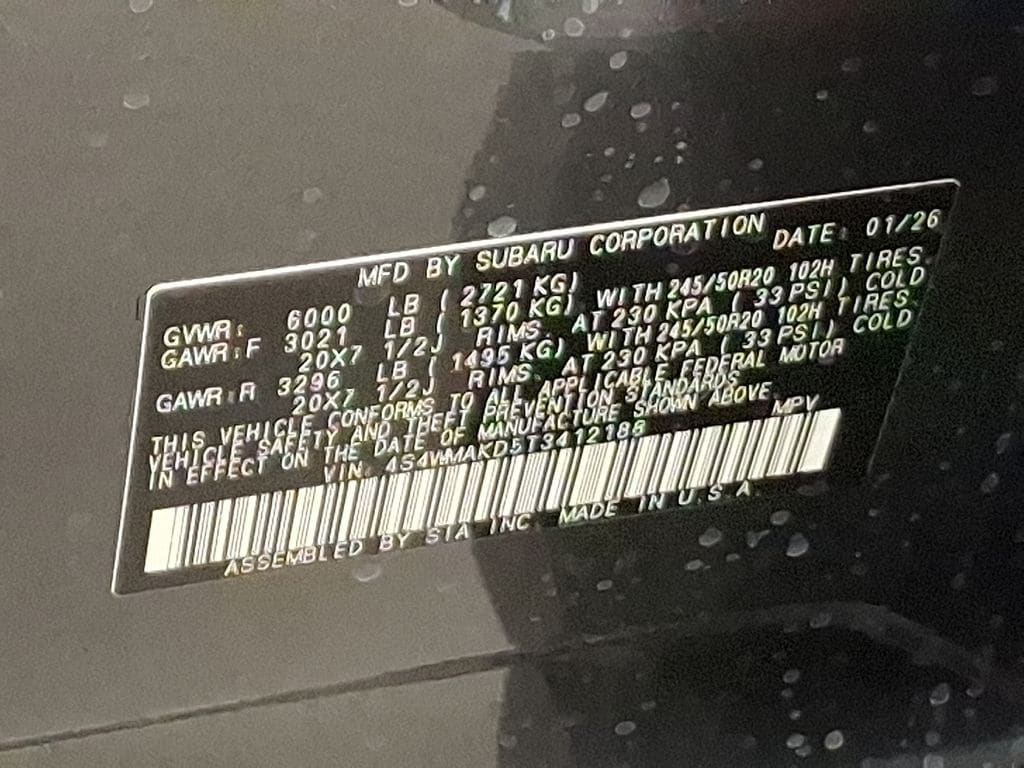 MFD BY SUBARU CORPORATION DATE: 01/26
GVWR: 6000 LB ( 2721 KG)
GAWR:F 3021 LB ( 1370 KG) WITH 245/50R20 102H TIRES.
20X7 1/2J RIMS. AT 230 KPA ( 33 PSI) COLD
GAWR:R 3296 LB ( 1495 KG) WITH 245/50R20 102H TIRES.
20X7 1/2J RIMS. AT 230 KPA ( 33 PSI) COLD
THIS VEHICLE CONFORMS TO ALL APPLICABLE FEDERAL MOTOR
VEHICLE SAFETY AND THEFT PREVENTION STANDARDS
IN EFFECT ON THE DATE OF MANUFACTURE SHOWN ABOVE.
VIN: 4S4WMAKD5T3412188 MPV
ASSEMBLED BY SIA INC. MADE IN U.S.A.